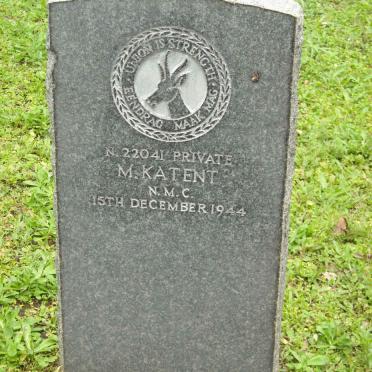 UNION IS STRENGTH
EENDRAG MAAK MAG
N. 22041 PRIVATE
M. KATENT
N.M.C.
15TH DECEMBER 1944